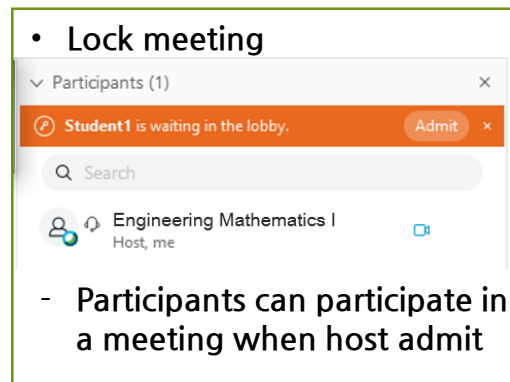 • Lock meeting
Participants (1)
Student1 is waiting in the lobby. Admit
Search
Engineering Mathematics I
Host, me
- Participants can participate in
a meeting when host admit